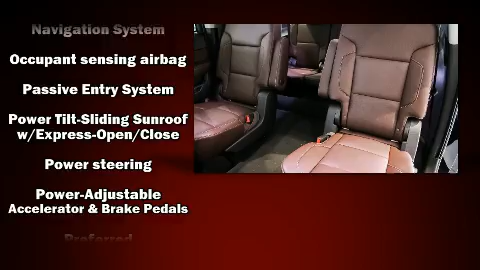 Navigation System
Occupant sensing airbag
Passive Entry System
Power Tilt-Sliding Sunroof
w/Express-Open/Close
Power steering
Power-Adjustable
Accelerator & Brake Pedals
Preferred